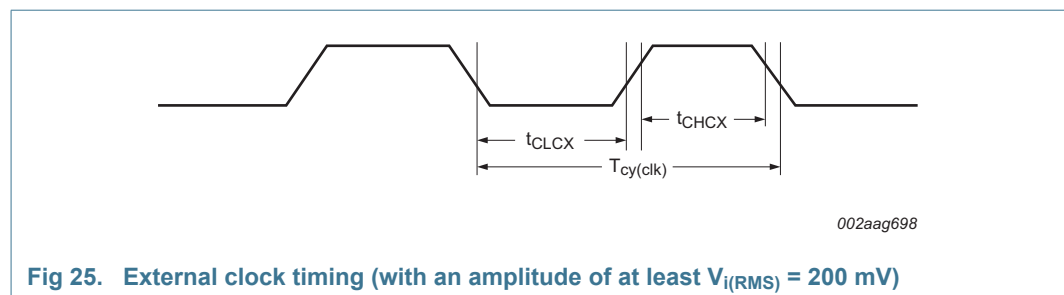 tCLCX
tCHCX
Tcy(clk)
002aag698
Fig 25. External clock timing (with an amplitude of at least Vi(RMS) = 200 mV)